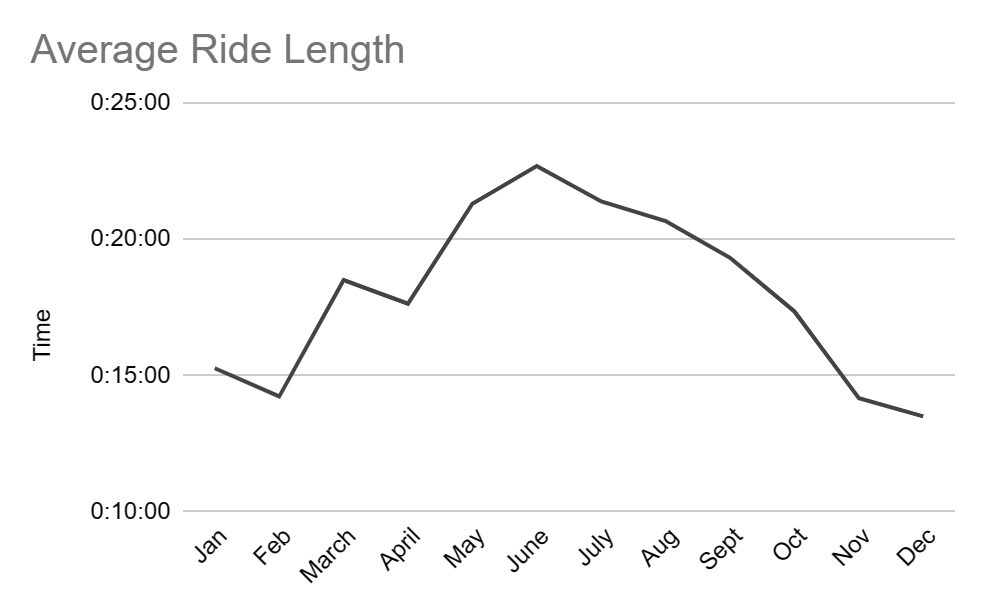 Average Ride Length
0:25:00
0:20:00
0:15:00
0:10:00
Time
Jan Feb March April May June July Aug Sept Oct Nov Dec